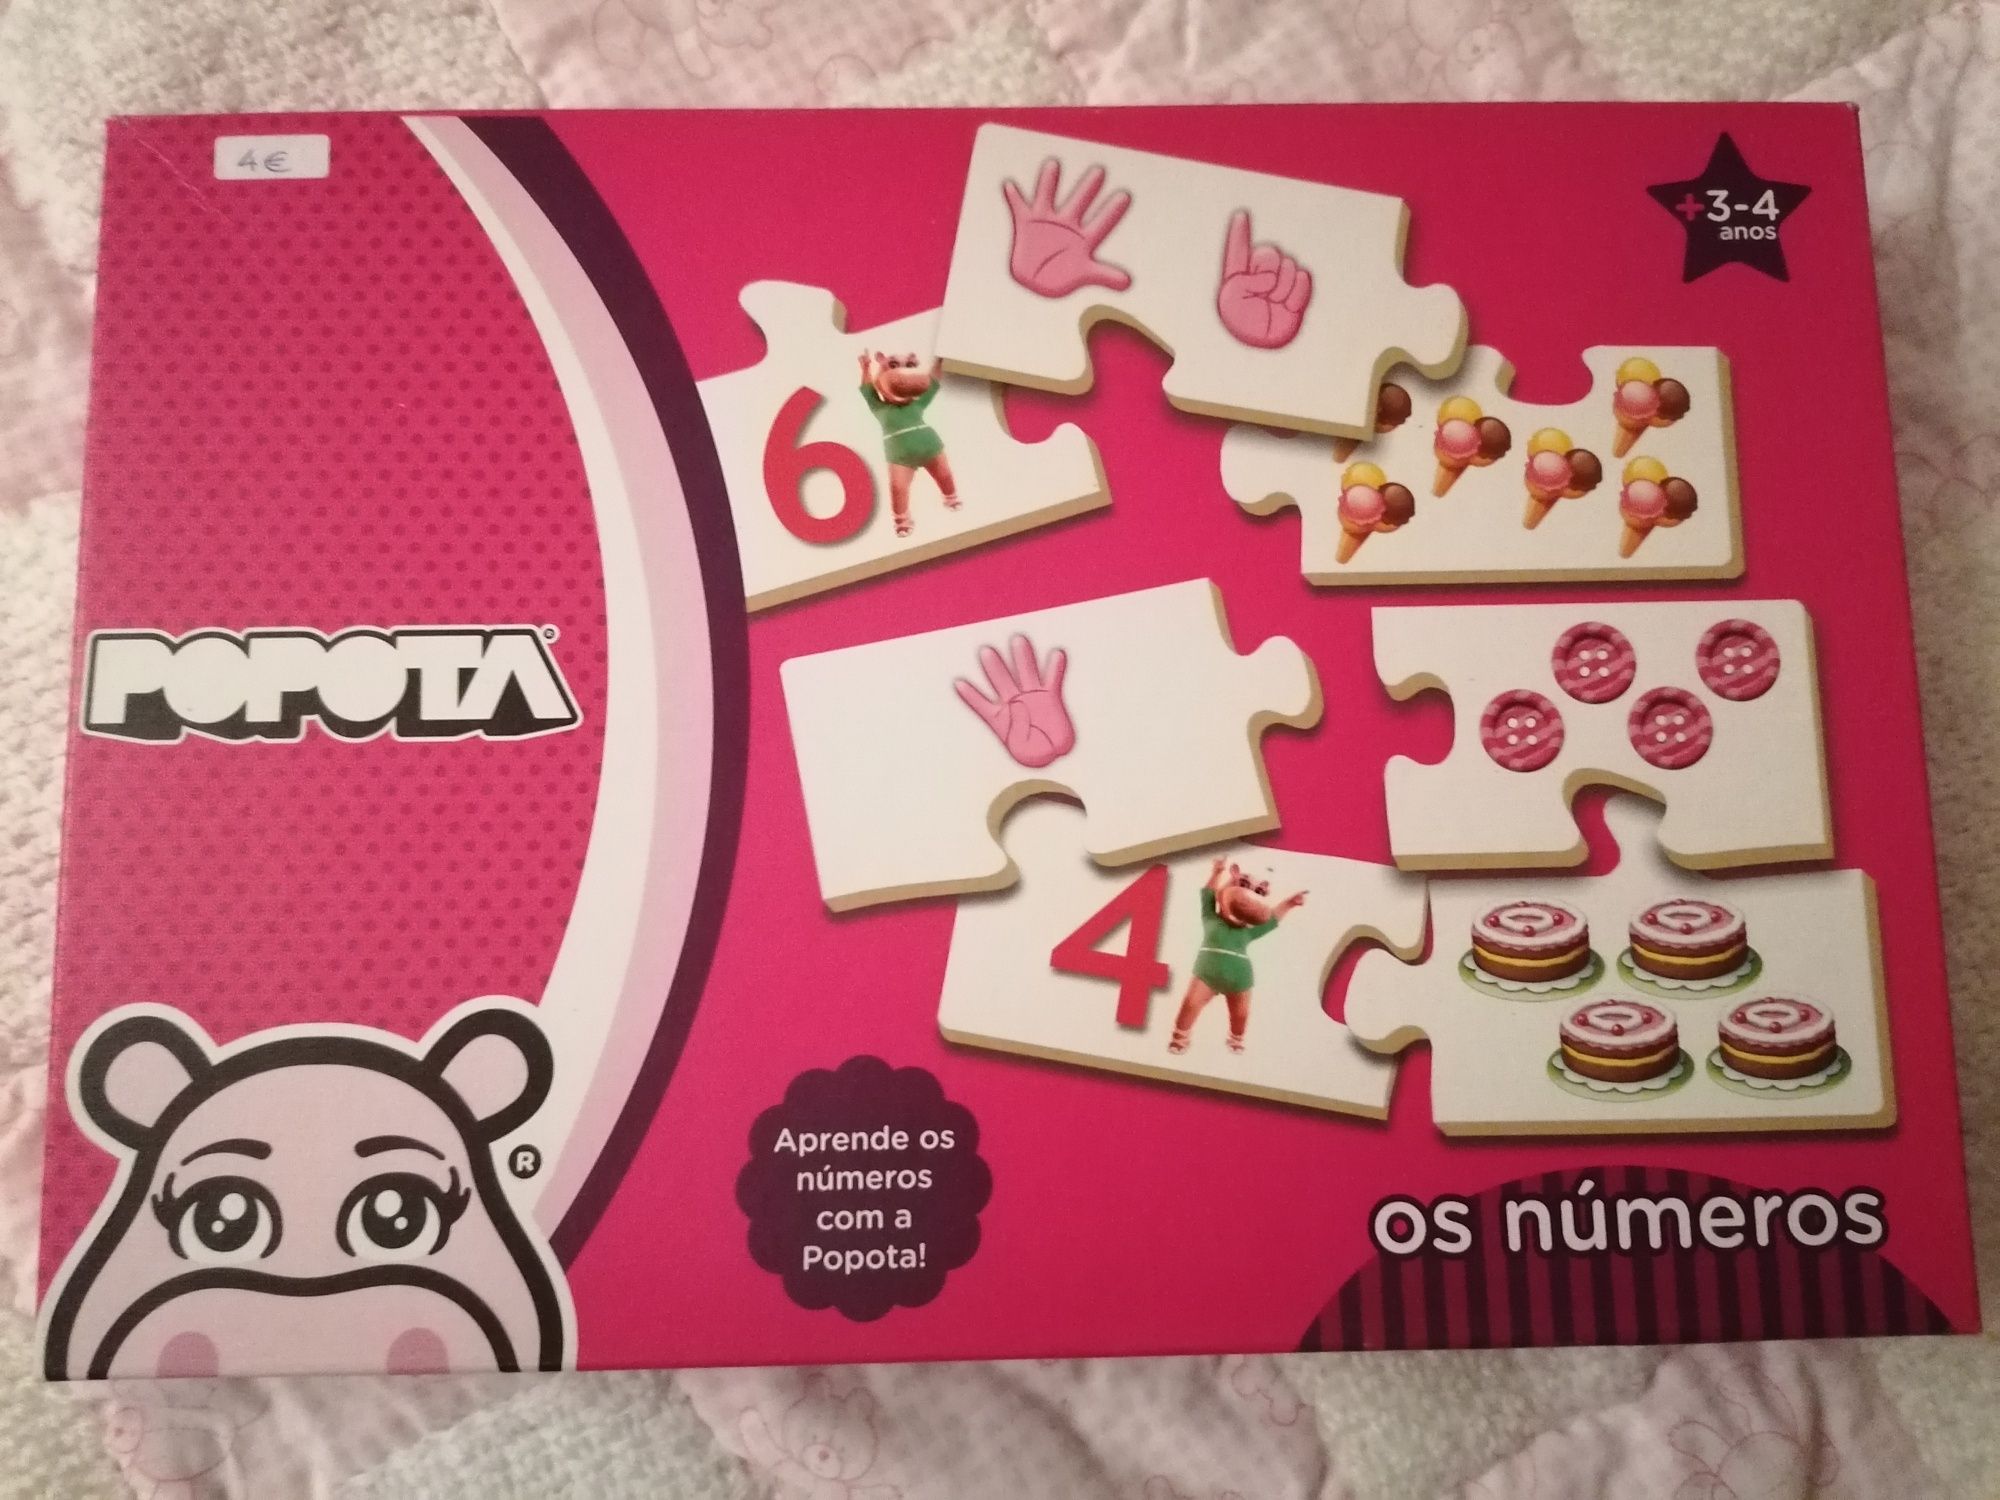 4€
+3-4
anos
6
POPOTA®
4
®
Aprende os
números
com a
Popota!
os números